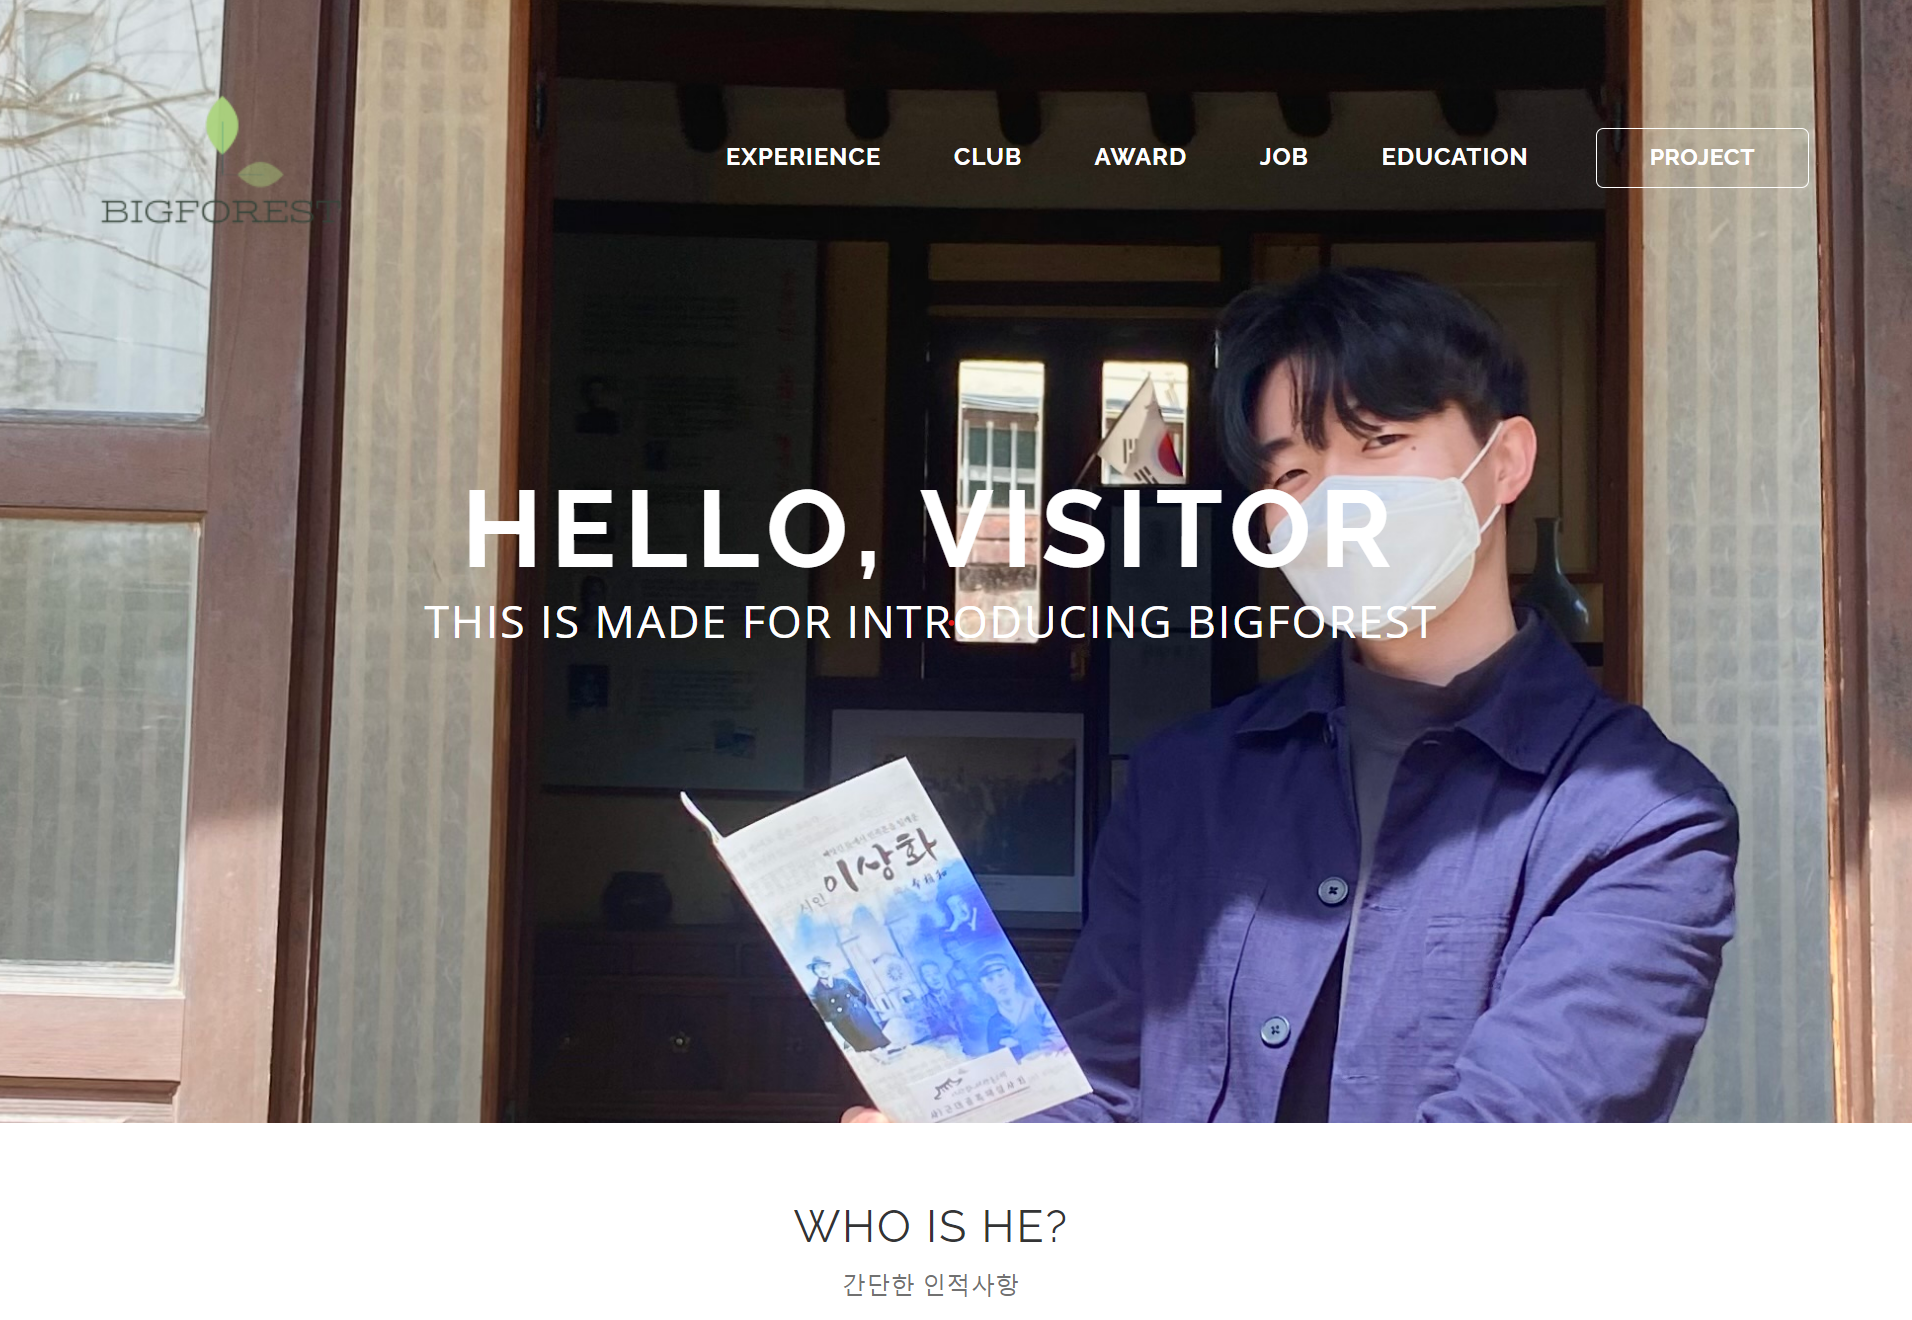 BIGFOREST
EXPERIENCE CLUB AWARD JOB EDUCATION PROJECT
HELLO, VISITOR
THIS IS MADE FOR INTRODUCING BIGFOREST
시인 이상화
WHO IS HE?
간단한 인적사항